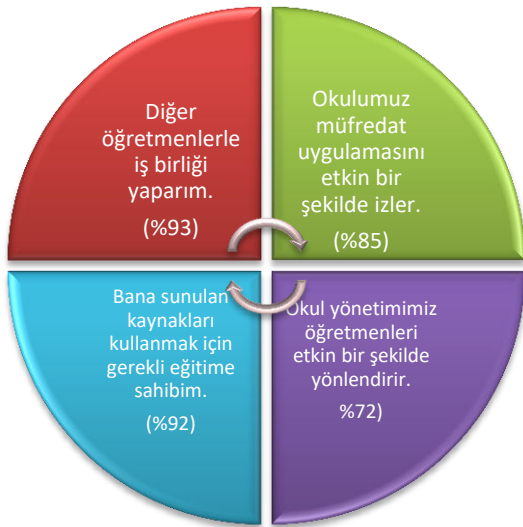 Diğer
öğretmenlerle
iş birliği
yaparım.
(%93)
Okulumuz
müfredat
uygulamasını
etkin bir
şekilde izler.
(%85)
Bana sunulan
kaynakları
kullanmak için
gerekli eğitime
sahibim.
(%92)
Okul yönetimimiz
öğretmenleri
etkin bir şekilde
yönlendirir.
%72)